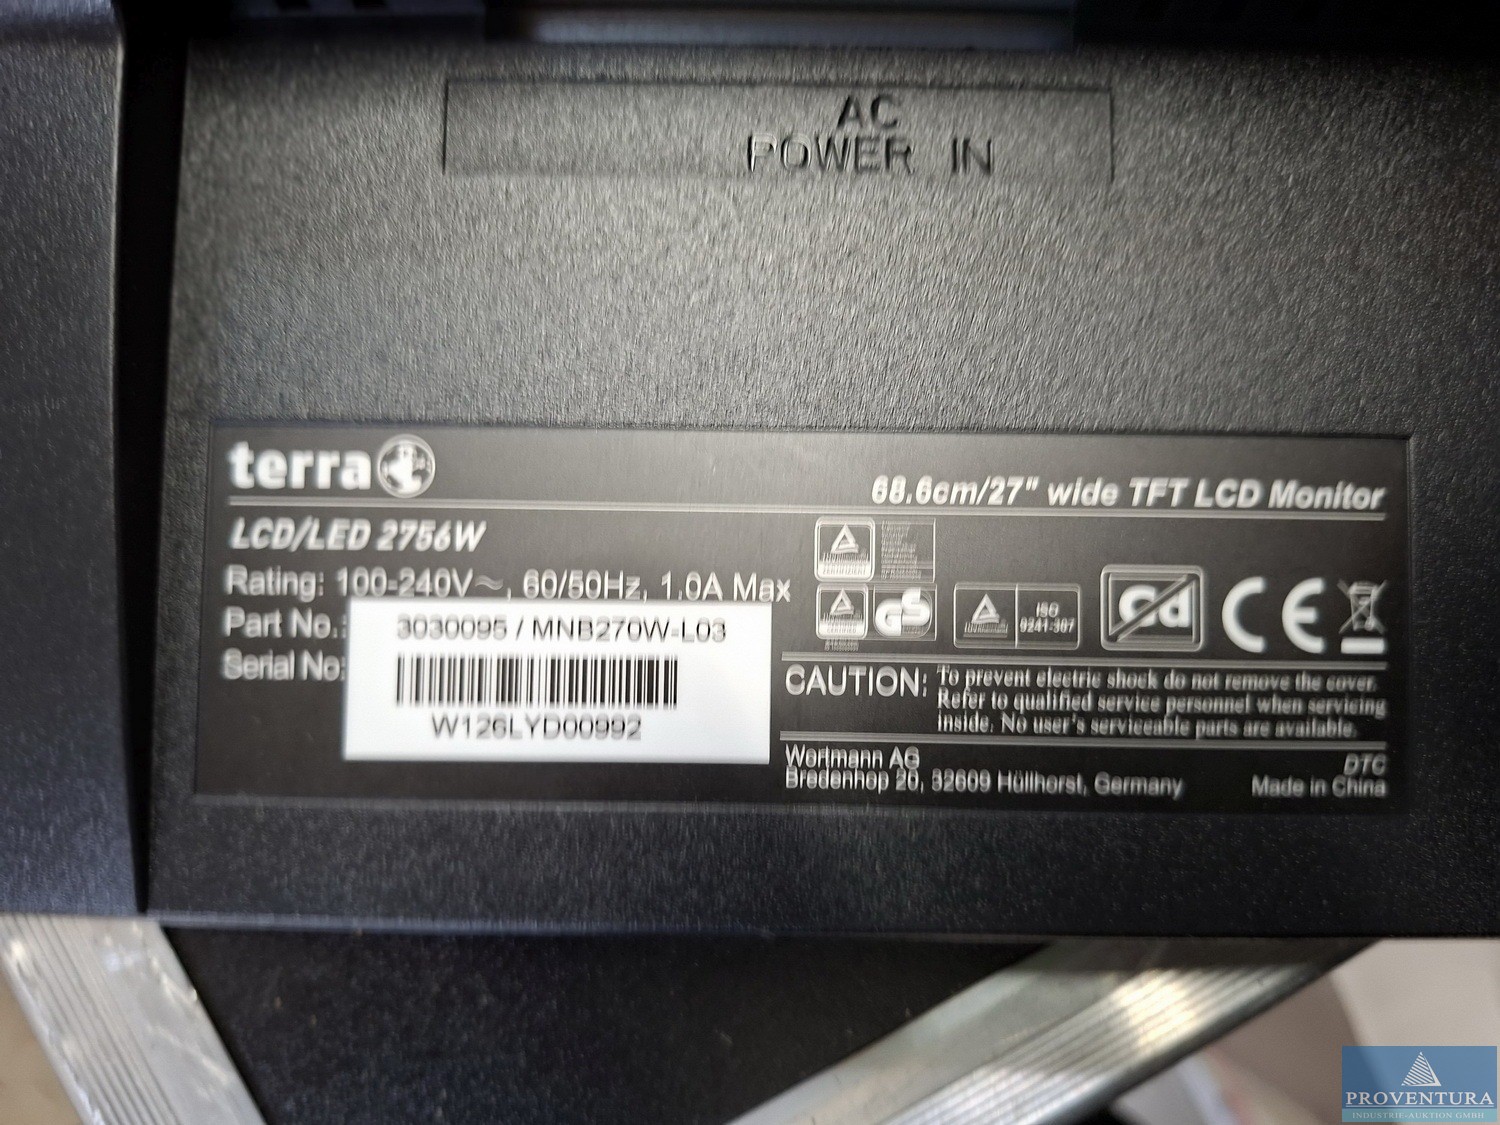 AC
POWER IN
terra
68.6cm/27" wide TFT LCD Monitor
LCD/LED 2756W
Rating: 100-240V~, 60/50Hz, 1.0A Max
Part No.:
3030095 / MNB270W-L03
Serial No:
W126LYD00992
GS
ISO
9241-307
Cd
CE
CAUTION: To prevent electric shock do not remove the cover.
Refer to qualified service personnel when servicing
inside. No user's serviceable parts are available.
Wortmann AG
Bredenhop 20, 32609 Hüllhorst, Germany
DTC
Made in China
PROVENTURA
INDUSTRIE-AUKTION GMBH